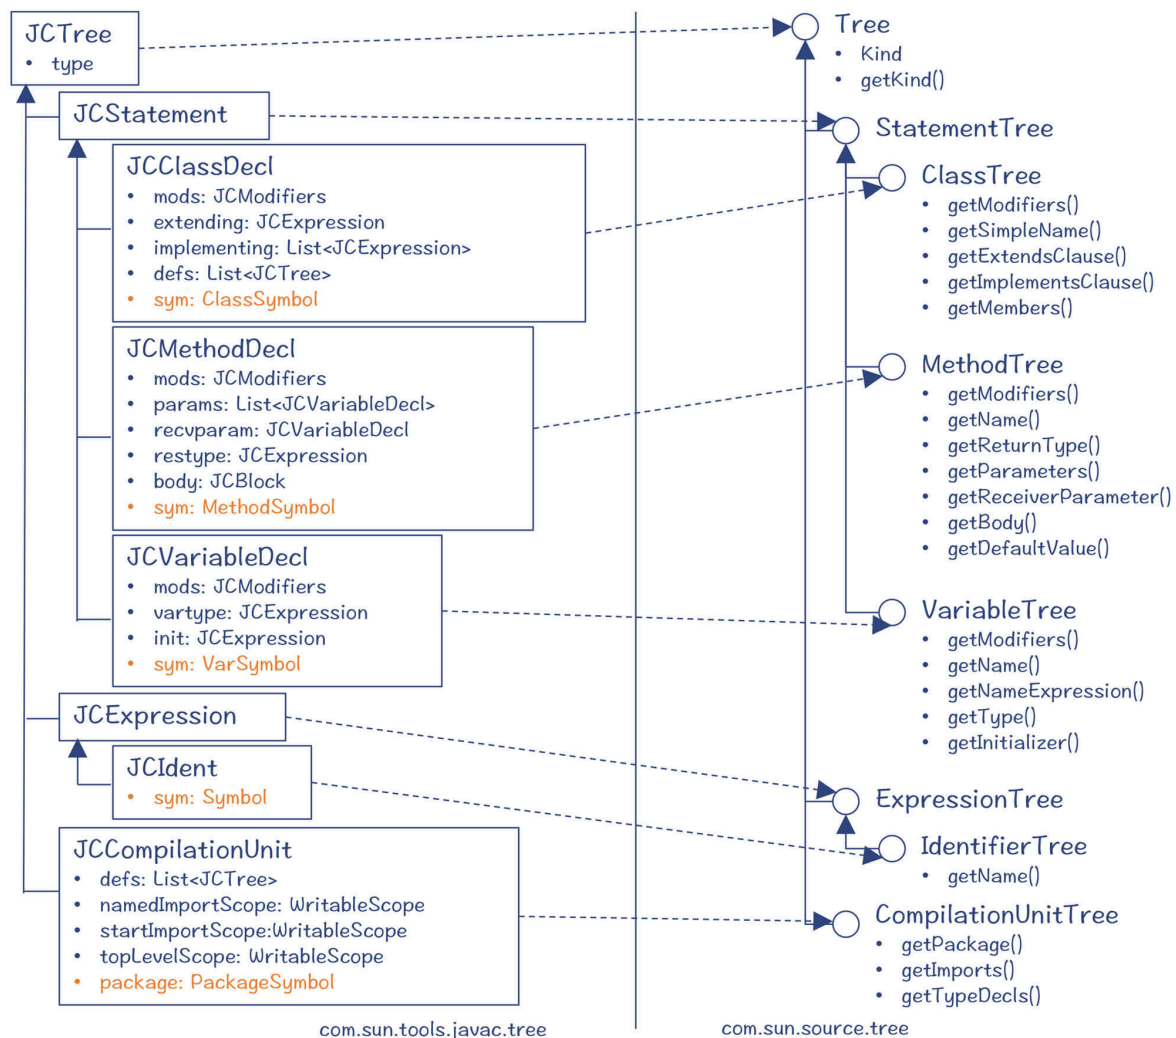 JCTree
• type
JCStatement
JCClassDecl
• mods: JCModifiers
• extending: JCExpression
• implementing: List<JCExpression>
• defs: List<JCTree>
• sym: ClassSymbol
JCMethodDecl
• mods: JCModifiers
• params: List<JCVariableDecl>
• recvparam: JCVariableDecl
• restype: JCExpression
• body: JCBlock
• sym: MethodSymbol
JCVariableDecl
• mods: JCModifiers
• vartype: JCExpression
• init: JCExpression
• sym: VarSymbol
JCExpression
JCIdent
• sym: Symbol
JCCompilationUnit
• defs: List<JCTree>
• namedImportScope: WritableScope
• startImportScope:WritableScope
• topLevelScope: WritableScope
• package: PackageSymbol
com.sun.tools.javac.tree
Tree
• Kind
• getKind()
StatementTree
ClassTree
• getModifiers()
• getSimpleName()
• getExtendsClause()
• getImplementsClause()
• getMembers()
MethodTree
• getModifiers()
• getName()
• getReturnType()
• getParameters()
• getReceiverParameter()
• getBody()
• getDefaultValue()
VariableTree
• getModifiers()
• getName()
• getNameExpression()
• getType()
• getInitializer()
ExpressionTree
IdentifierTree
• getName()
CompilationUnitTree
• getPackage()
• getImports()
• getTypeDecls()
com.sun.source.tree